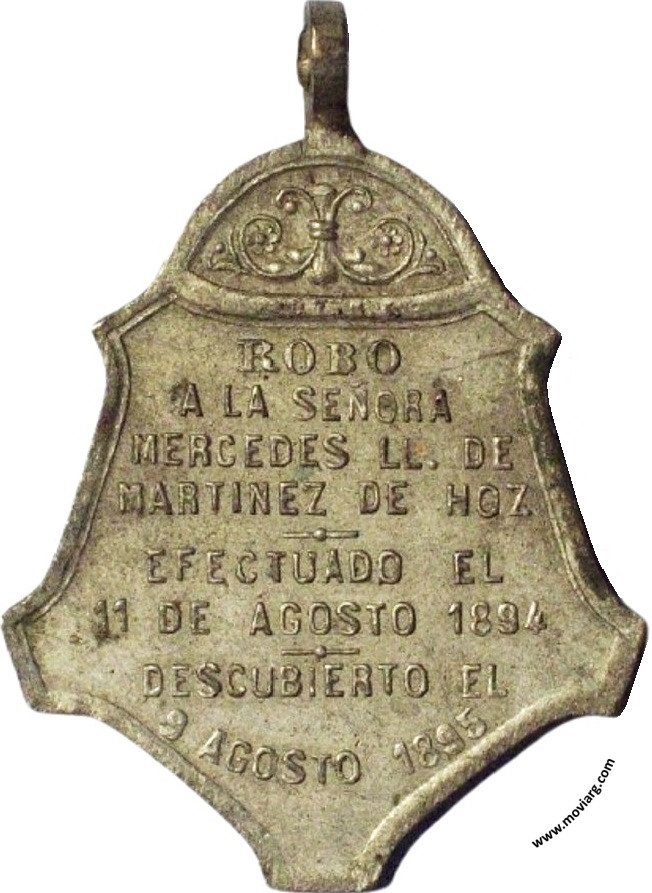 ROBO
A LA SEÑORA
MERCEDES LL. DE
MARTINEZ DE HOZ
EFECTUADO EL
11 DE AGOSTO 1894
DESCUBIERTO EL
9 AGOSTO 1895
www.moviarg.com